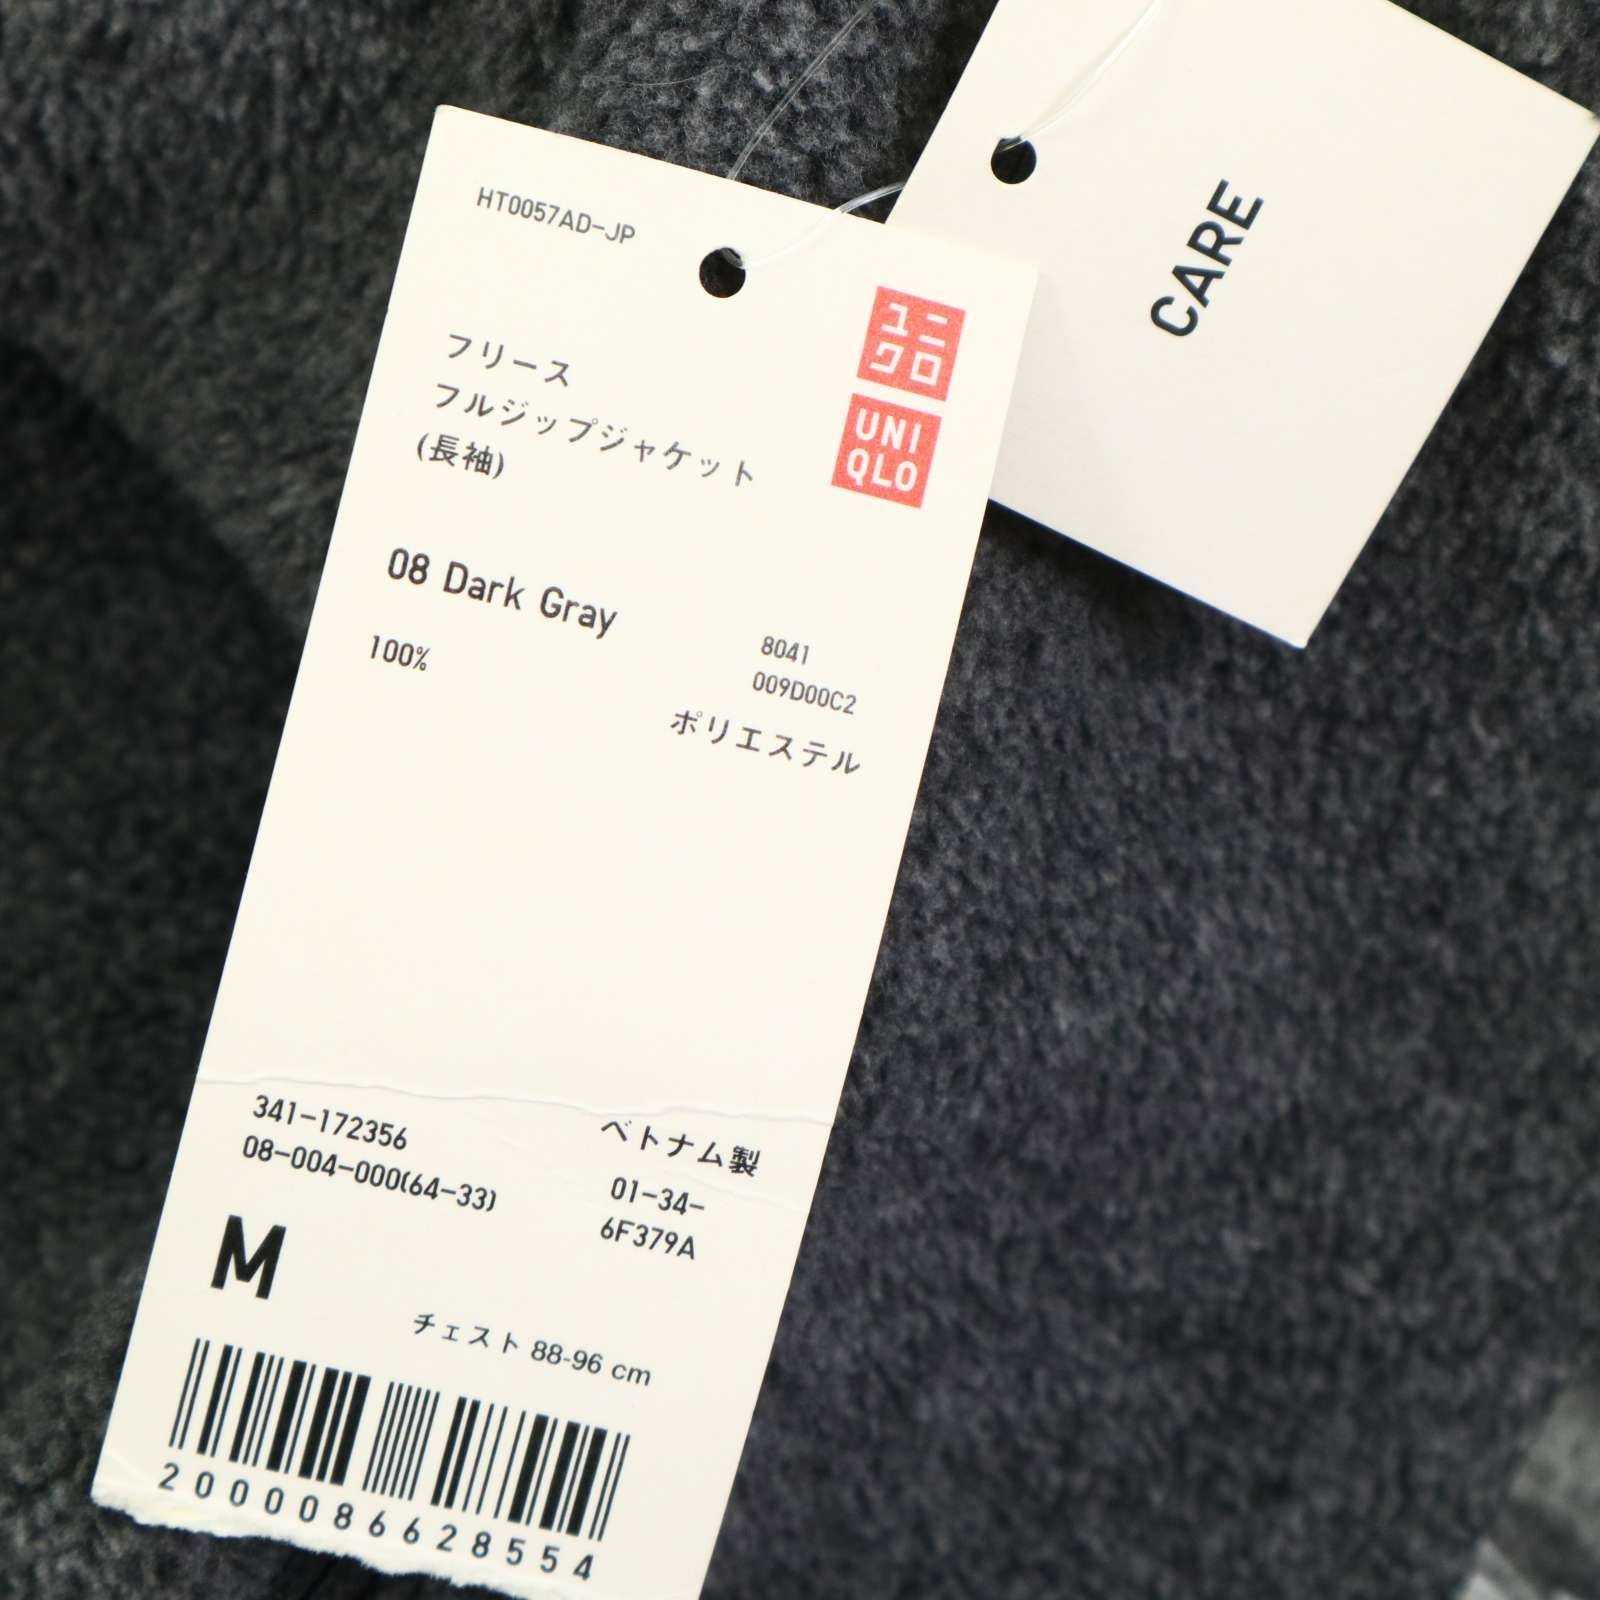 HT0057AD-JP
ユニ
クロ
UNI
QLO
フリース
フルジップジャケット
(長袖)
08 Dark Gray
8041
009D00C2
100%
ポリエステル
341-172356
08-004-000(64-33)
ベトナム製
01-34-
6F379A
M
チェスト 88-96 cm
2000086628554
CARE